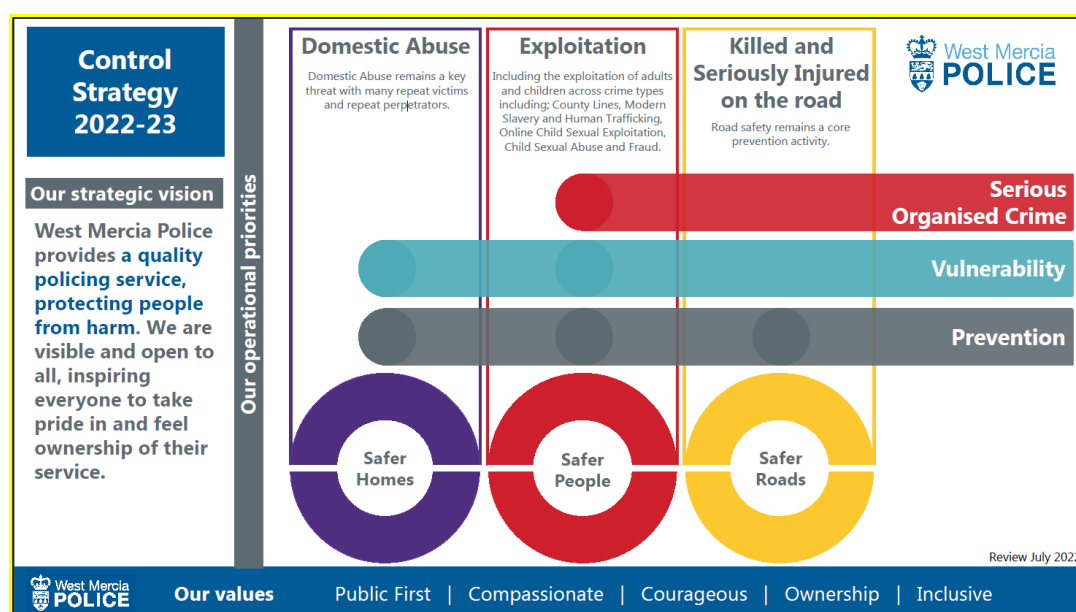 Control
Strategy
2022-23
Our strategic vision
West Mercia Police
provides a quality
policing service,
protecting people
from harm. We are
visible and open to
all, inspiring
everyone to take
pride in and feel
ownership of their
service.
Our operational priorities
Domestic Abuse
Domestic Abuse remains a key
threat with many repeat victims
and repeat perpetrators.
Exploitation
Including the exploitation of adults
and children across crime types
including; County Lines, Modern
Slavery and Human Trafficking,
Online Child Sexual Exploitation,
Child Sexual Abuse and Fraud.
Killed and
Seriously Injured
on the road
Road safety remains a core
prevention activity.
West Mercia
POLICE
Serious
Organised Crime
Vulnerability
Prevention
Safer
Homes
Safer
People
Safer
Roads
Review July 2022
West Mercia
POLICE
Our values
Public First | Compassionate | Courageous | Ownership | Inclusive